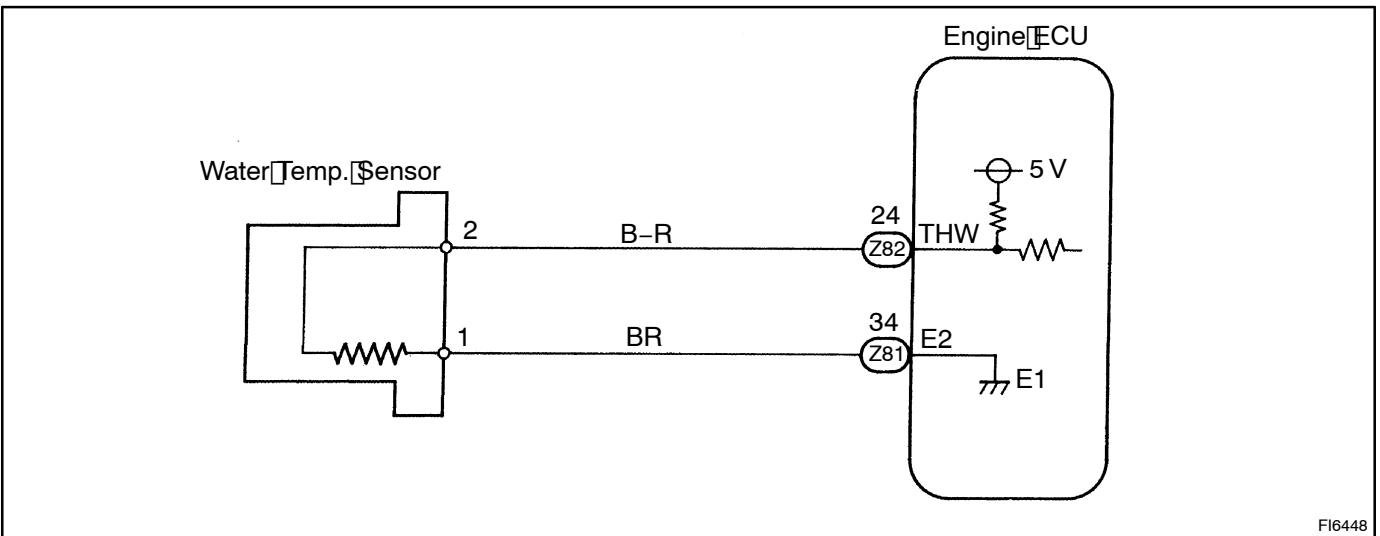 Engine ECU
Water Temp. Sensor
5 V
2
B–R
24
Z82
THW
1
BR
34
Z81
E2
E1
FI6448